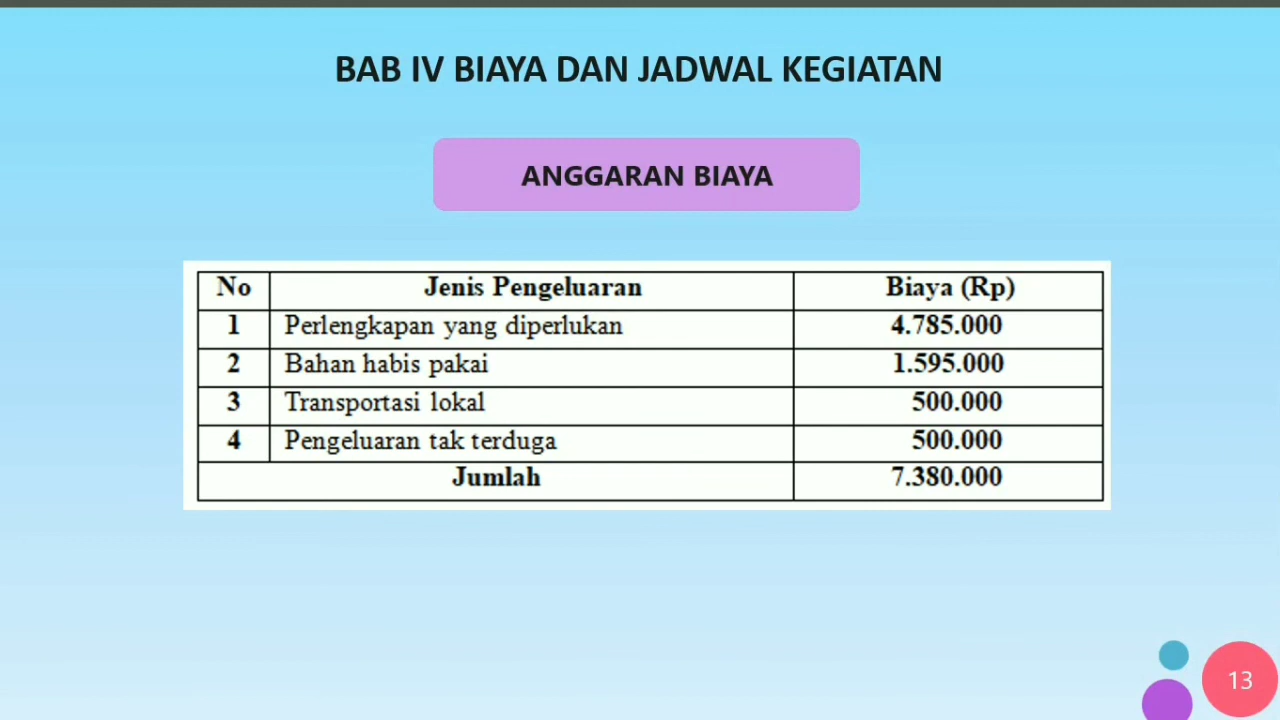 BAB IV BIAYA DAN JADWAL KEGIATAN
ANGGARAN BIAYA
No Jenis Pengeluaran Biaya (Rp)
1 Perlengkapan yang diperlukan 4.785.000
2 Bahan habis pakai 1.595.000
3 Transportasi lokal 500.000
4 Pengeluaran tak terduga 500.000
Jumlah 7.380.000
13